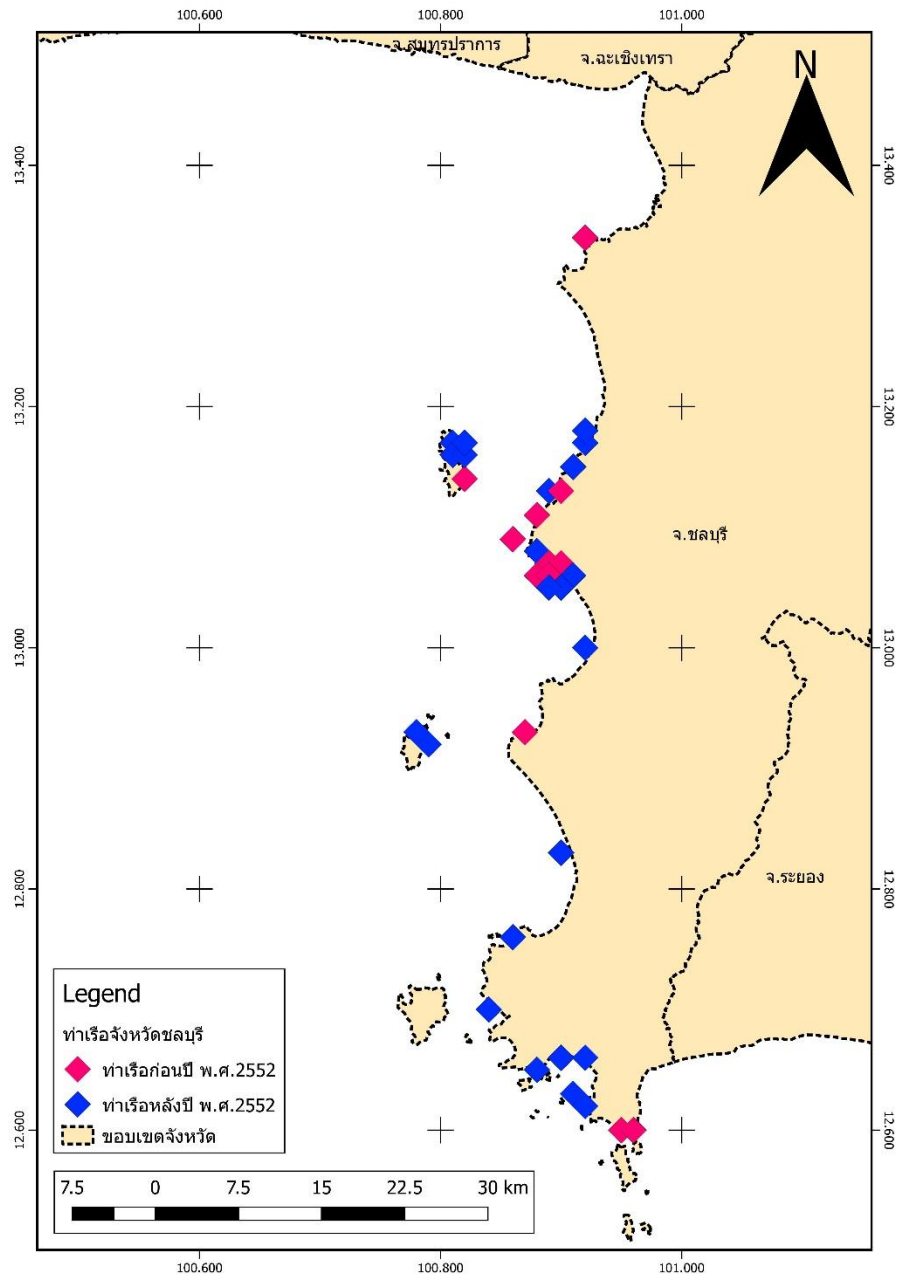 100.600 100.800 101.000
จ.สมุทรปราการ
จ.ฉะเชิงเทรา
N
13.400 13.400
13.200 13.200
จ.ชลบุรี
13.000 13.000
จ.ระยอง
12.800 12.800
Legend
ท่าเรือจังหวัดชลบุรี
ท่าเรือก่อนปี พ.ศ.2552
ท่าเรือหลังปี พ.ศ.2552
ขอบเขตจังหวัด
12.600 12.600
7.5 0 7.5 15 22.5 30 km
100.600 100.800 101.000